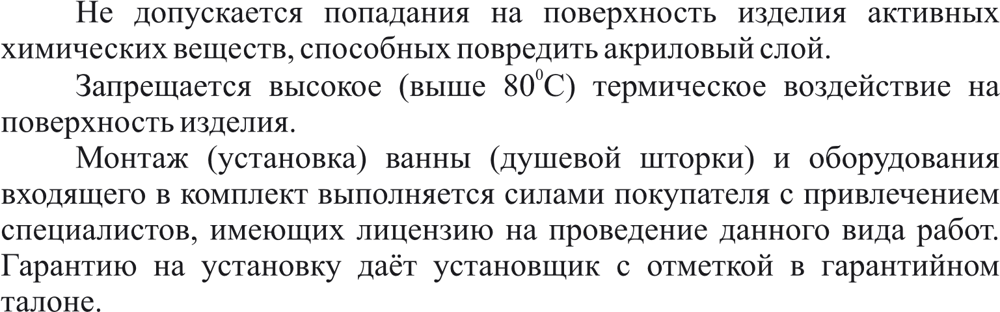 Не допускается попадания на поверхность изделия активных
химических веществ, способных повредить акриловый слой.
Запрещается высокое (выше 80⁰С) термическое воздействие на
поверхность изделия.
Монтаж (установка) ванны (душевой шторки) и оборудования
входящего в комплект выполняется силами покупателя с привлечением
специалистов, имеющих лицензию на проведение данного вида работ.
Гарантию на установку даёт установщик с отметкой в гарантийном
талоне.